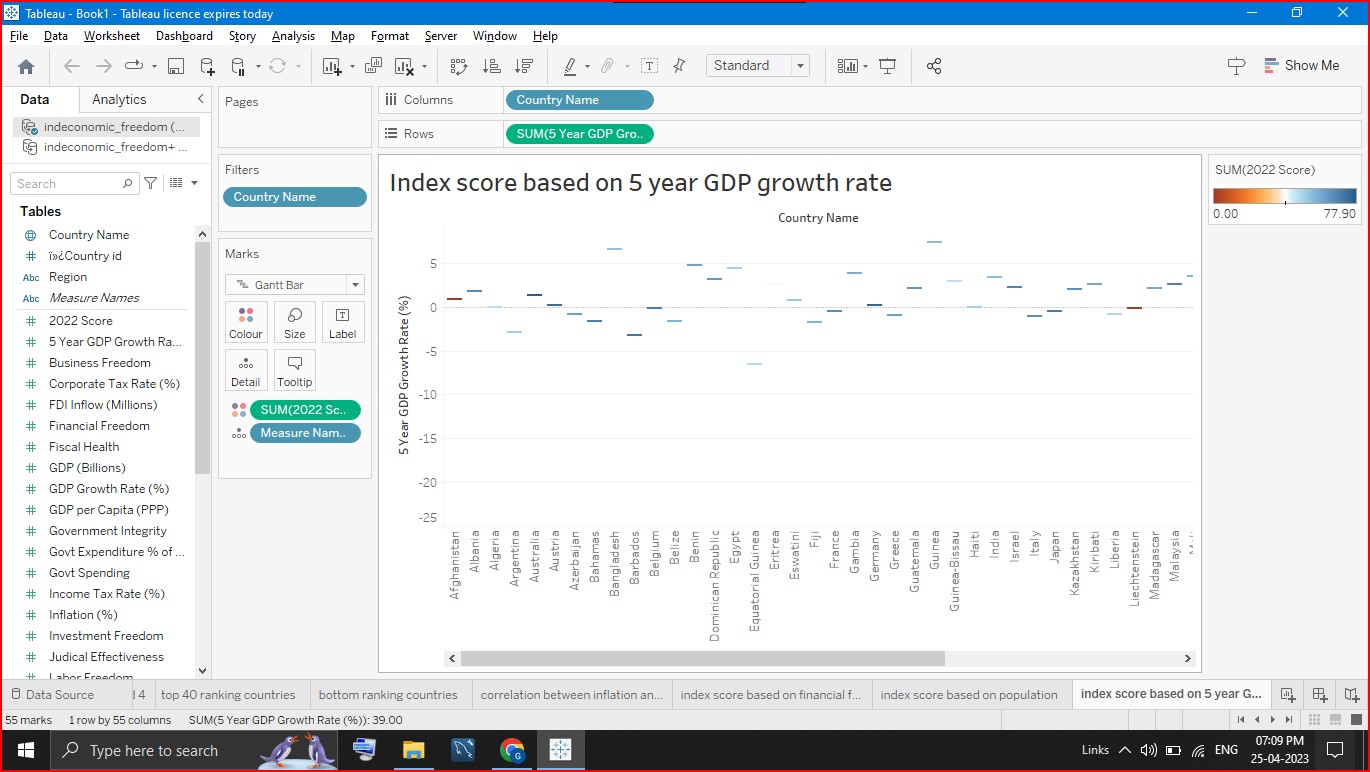 Tableau - Book1 - Tableau licence expires today
File Data Worksheet Dashboard Story Analysis Map Format Server Window Help
Standard
Show Me
Data Analytics
indeconomic_freedom (...
indeconomic_freedom+ ...
Search
Tables
Country Name
ï»¿Country id
Abc Region
Abc Measure Names
2022 Score
5 Year GDP Growth Ra...
Business Freedom
Corporate Tax Rate (%)
FDI Inflow (Millions)
Financial Freedom
Fiscal Health
GDP (Billions)
GDP Growth Rate (%)
GDP per Capita (PPP)
Government Integrity
Govt Expenditure % of ...
Govt Spending
Income Tax Rate (%)
Inflation (%)
Investment Freedom
Judical Effectiveness
Labor Freedom
Pages
Filters
Country Name
Marks
Gantt Bar
Colour Size Label
Detail Tooltip
SUM(2022 Sc..
Measure Nam..
Columns Country Name
Rows SUM(5 Year GDP Gro..
Index score based on 5 year GDP growth rate
Country Name
5 Year GDP Growth Rate (%)
5
0
-5
-10
-15
-20
-25
Afghanistan
Albania
Algeria
Argentina
Australia
Austria
Azerbaijan
Bahamas
Bangladesh
Barbados
Belgium
Belize
Benin
Dominican Republic
Egypt
Equatorial Guinea
Eritrea
Eswatini
Fiji
France
Gambia
Germany
Greece
Guatemala
Guinea
Guinea-Bissau
Haiti
India
Israel
Italy
Japan
Kazakhstan
Kiribati
Liberia
Liechtenstein
Madagascar
Malaysia
SUM(2022 Score)
0.00 77.90
Data Source
d 4
top 40 ranking countries
bottom ranking countries
correlation between inflation an...
index score based on financial f...
index score based on population
index score based on 5 year G...
55 marks 1 row by 55 columns SUM(5 Year GDP Growth Rate (%)): 39.00
Type here to search
Links
ENG
07:09 PM
25-04-2023